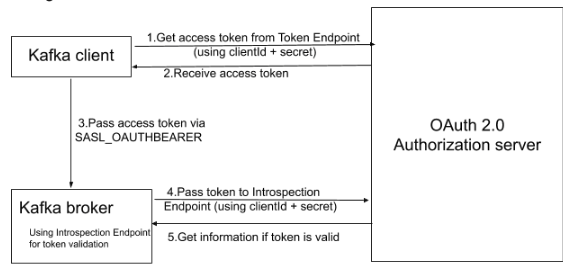 1.Get access token from Token Endpoint
(using clientId + secret)
Kafka client
2.Receive access token
3.Pass access token via
SASL_OAUTHBEARER
OAuth 2.0
Authorization server
4.Pass token to Introspection
Endpoint (using clientId + secret)
Kafka broker
Using Introspection Endpoint
for token validation
5.Get information if token is valid